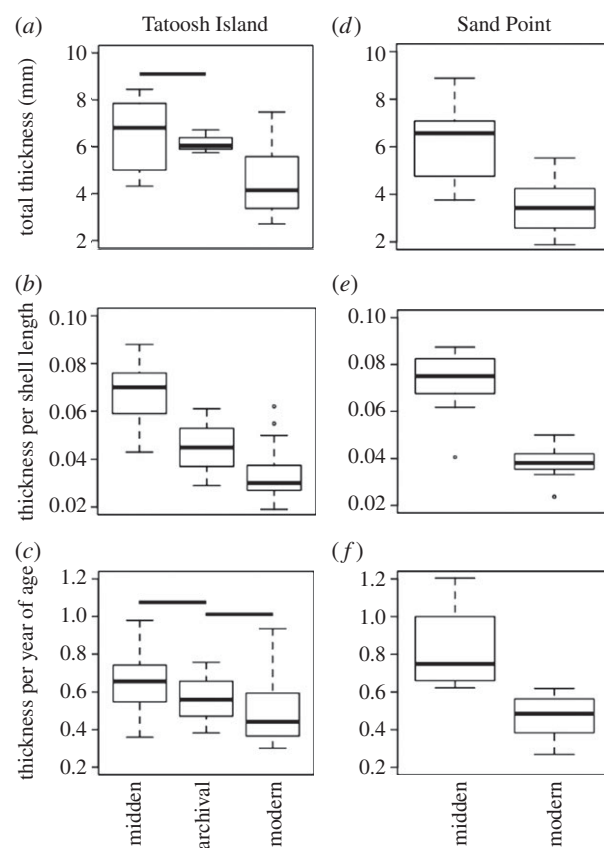 (a) Tatoosh Island
(d) Sand Point
total thickness (mm)
10
8
6
4
2
10
8
6
4
2
(b)
(e)
thickness per shell length
0.10
0.08
0.06
0.04
0.02
0.10
0.08
0.06
0.04
0.02
(c)
(f)
thickness per year of age
1.2
1.0
0.8
0.6
0.4
0.2
1.2
1.0
0.8
0.6
0.4
0.2
midden
archival
modern
midden
modern